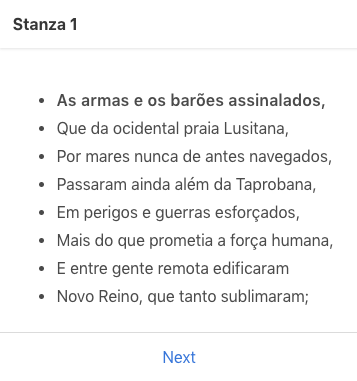 Stanza 1
As armas e os barões assinalados,
Que da ocidental praia Lusitana,
Por mares nunca de antes navegados,
Passaram ainda além da Taprobana,
Em perigos e guerras esforçados,
Mais do que prometia a força humana,
E entre gente remota edificaram
Novo Reino, que tanto sublimaram;
Next